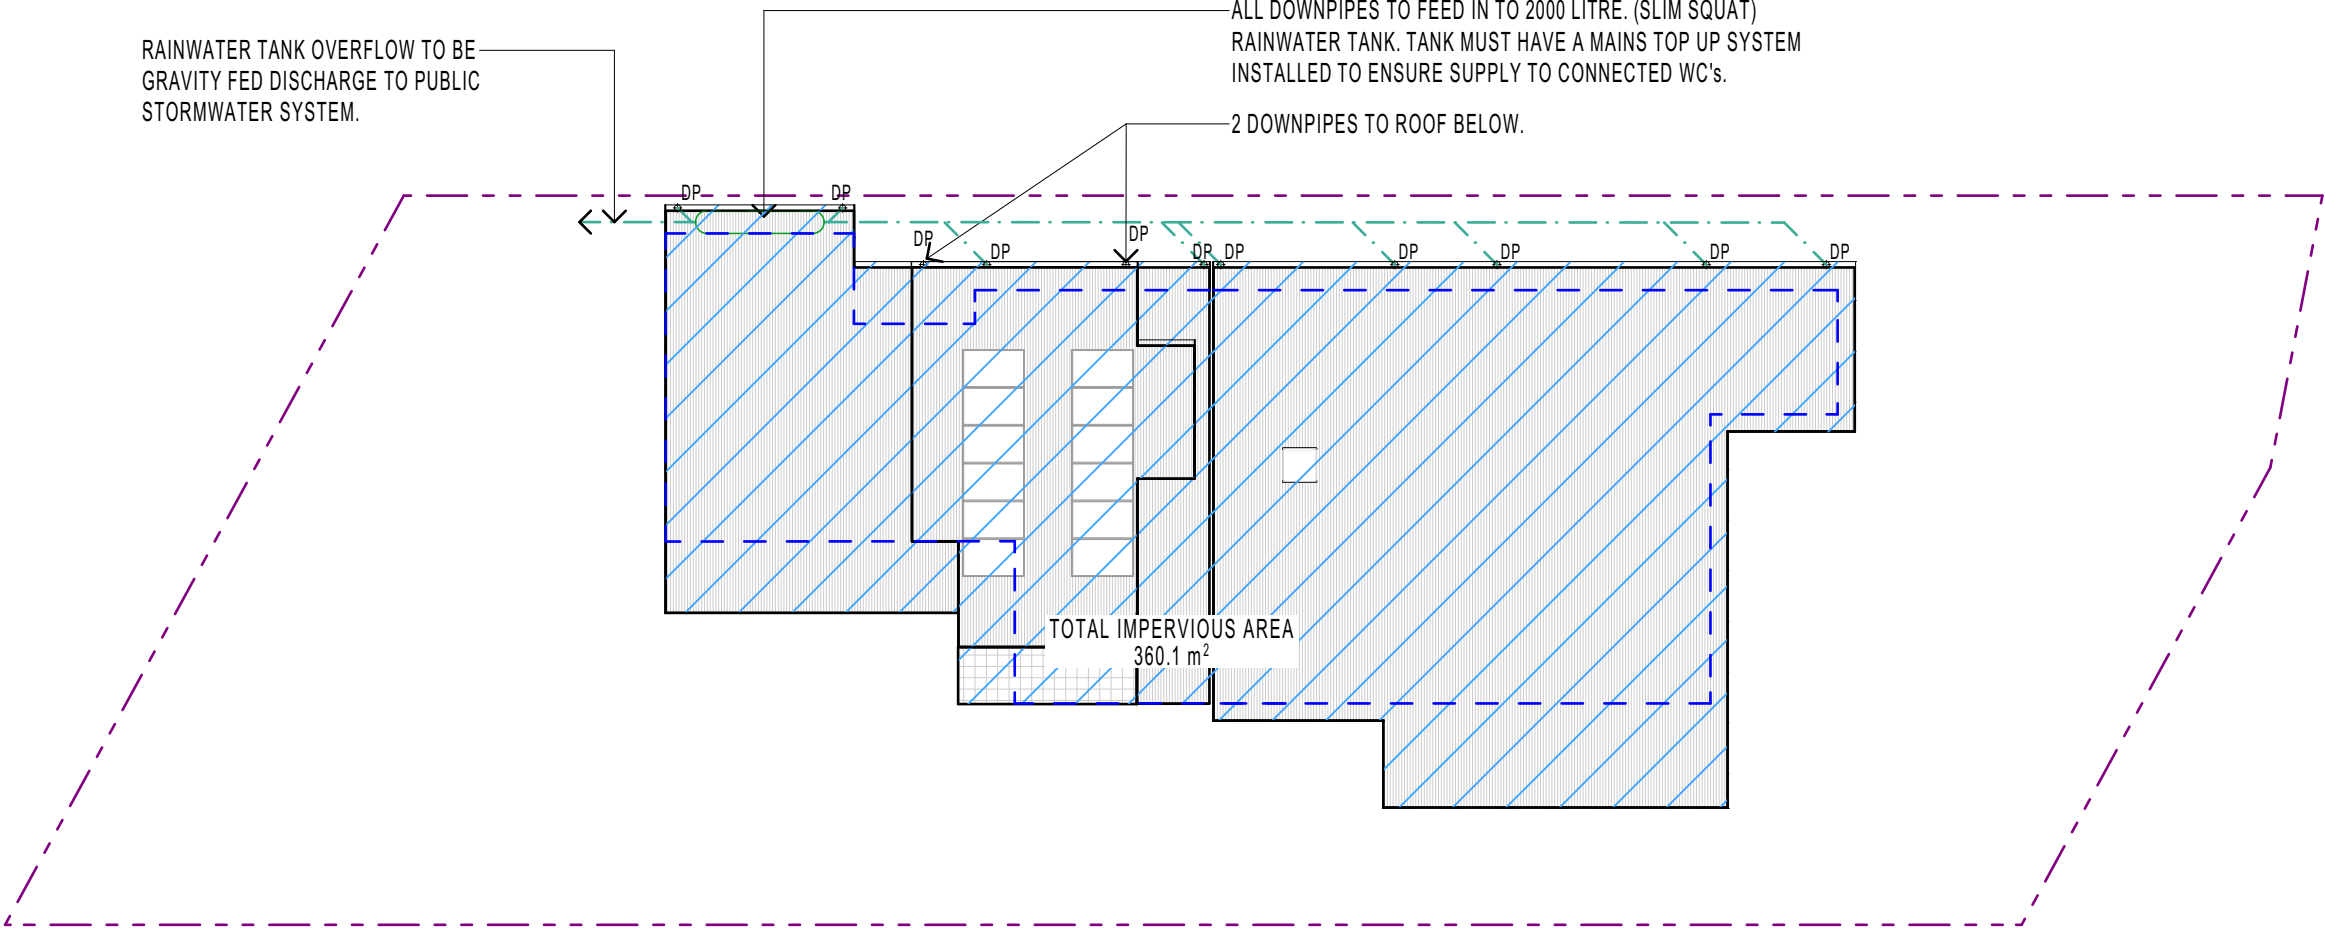 ALL DOWNPIPES TO FEED IN TO 2000 LITRE. (SLIM SQUAT)
RAINWATER TANK. TANK MUST HAVE A MAINS TOP UP SYSTEM
INSTALLED TO ENSURE SUPPLY TO CONNECTED WC's.
RAINWATER TANK OVERFLOW TO BE
GRAVITY FED DISCHARGE TO PUBLIC
STORMWATER SYSTEM.
2 DOWNPIPES TO ROOF BELOW.
DP
DP
DP
DP
DP
DP
DP
DP
DP
DP
DP
TOTAL IMPERVIOUS AREA
360.1 m²